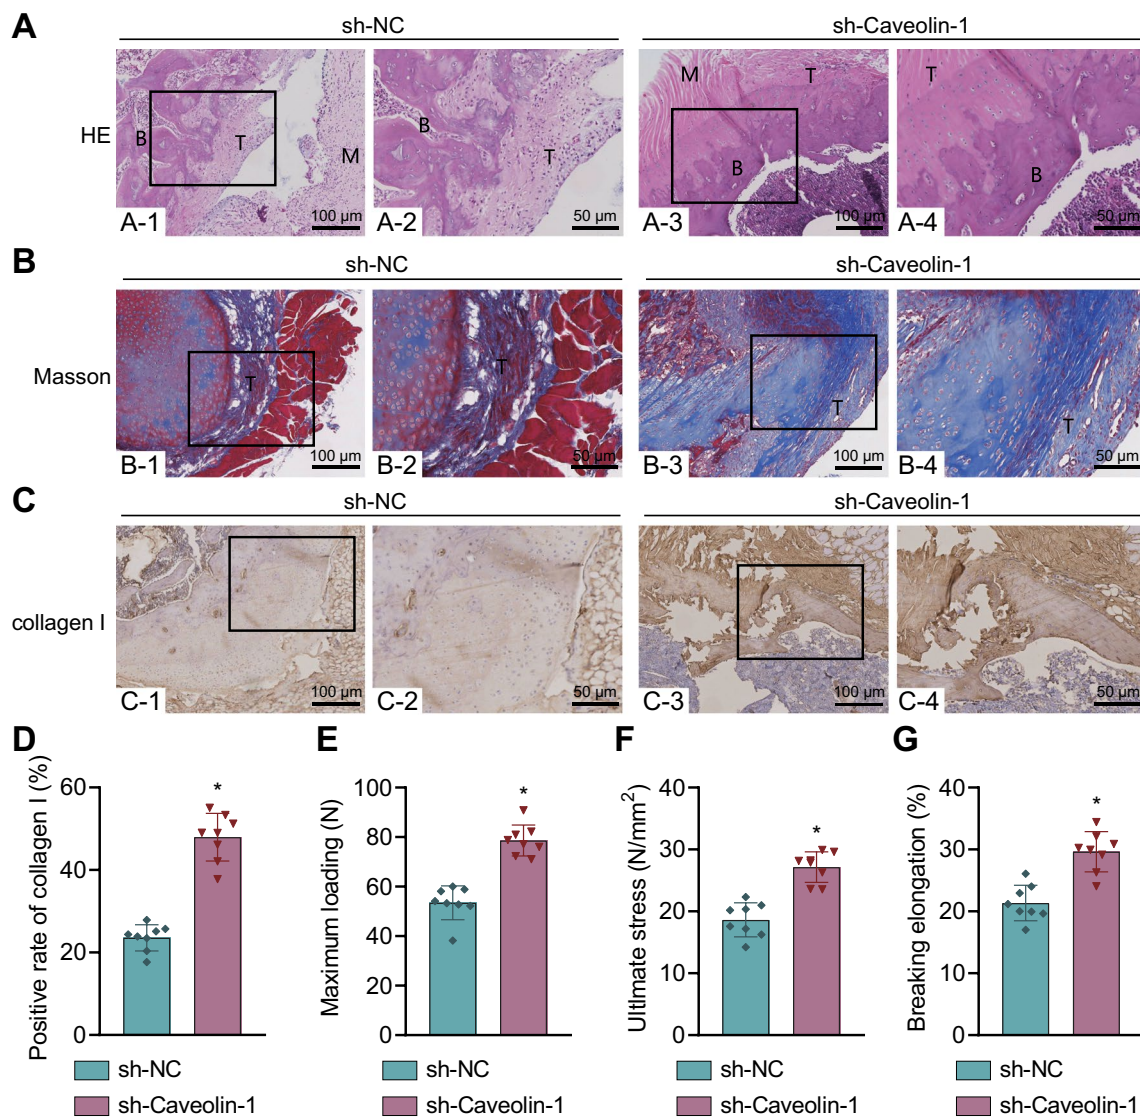 A
sh-NC
sh-Caveolin-1
HE
B
T
M
100 µm
A-1
B
T
50 µm
A-2
M
T
B
100 µm
A-3
T
B
50 µm
A-4
B
sh-NC
sh-Caveolin-1
Masson
T
100 µm
B-1
T
50 µm
B-2
T
100 µm
B-3
T
50 µm
B-4
C
sh-NC
sh-Caveolin-1
collagen I
100 µm
C-1
50 µm
C-2
100 µm
C-3
50 µm
C-4
D
Positive rate of collagen I (%)
60
40
20
0
*
sh-NC
sh-Caveolin-1
E
Maximum loading (N)
100
80
60
40
20
0
*
sh-NC
sh-Caveolin-1
F
UltImate stress (N/mm²)
40
30
20
10
0
*
sh-NC
sh-Caveolin-1
G
Breaking elongation (%)
40
30
20
10
0
*
sh-NC
sh-Caveolin-1